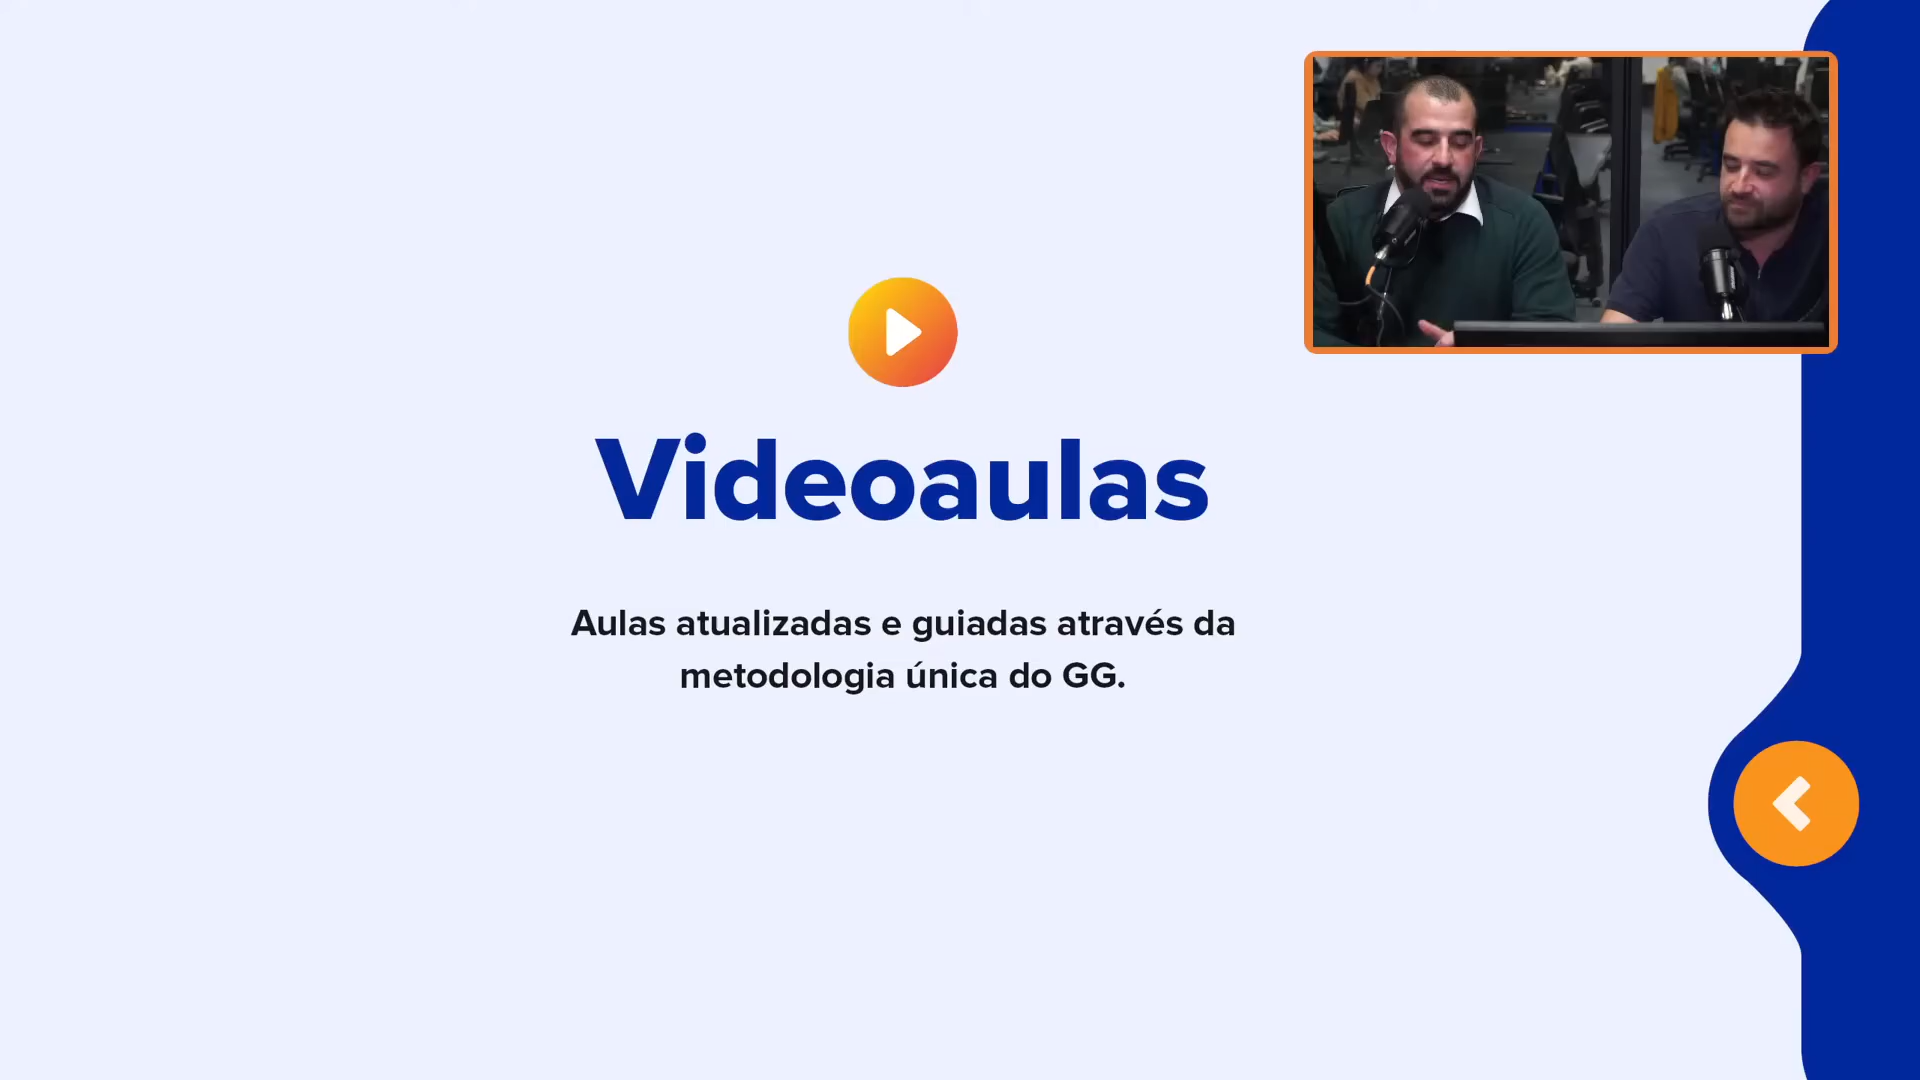 Videoaulas
Aulas atualizadas e guiadas através da
metodologia única do GG.